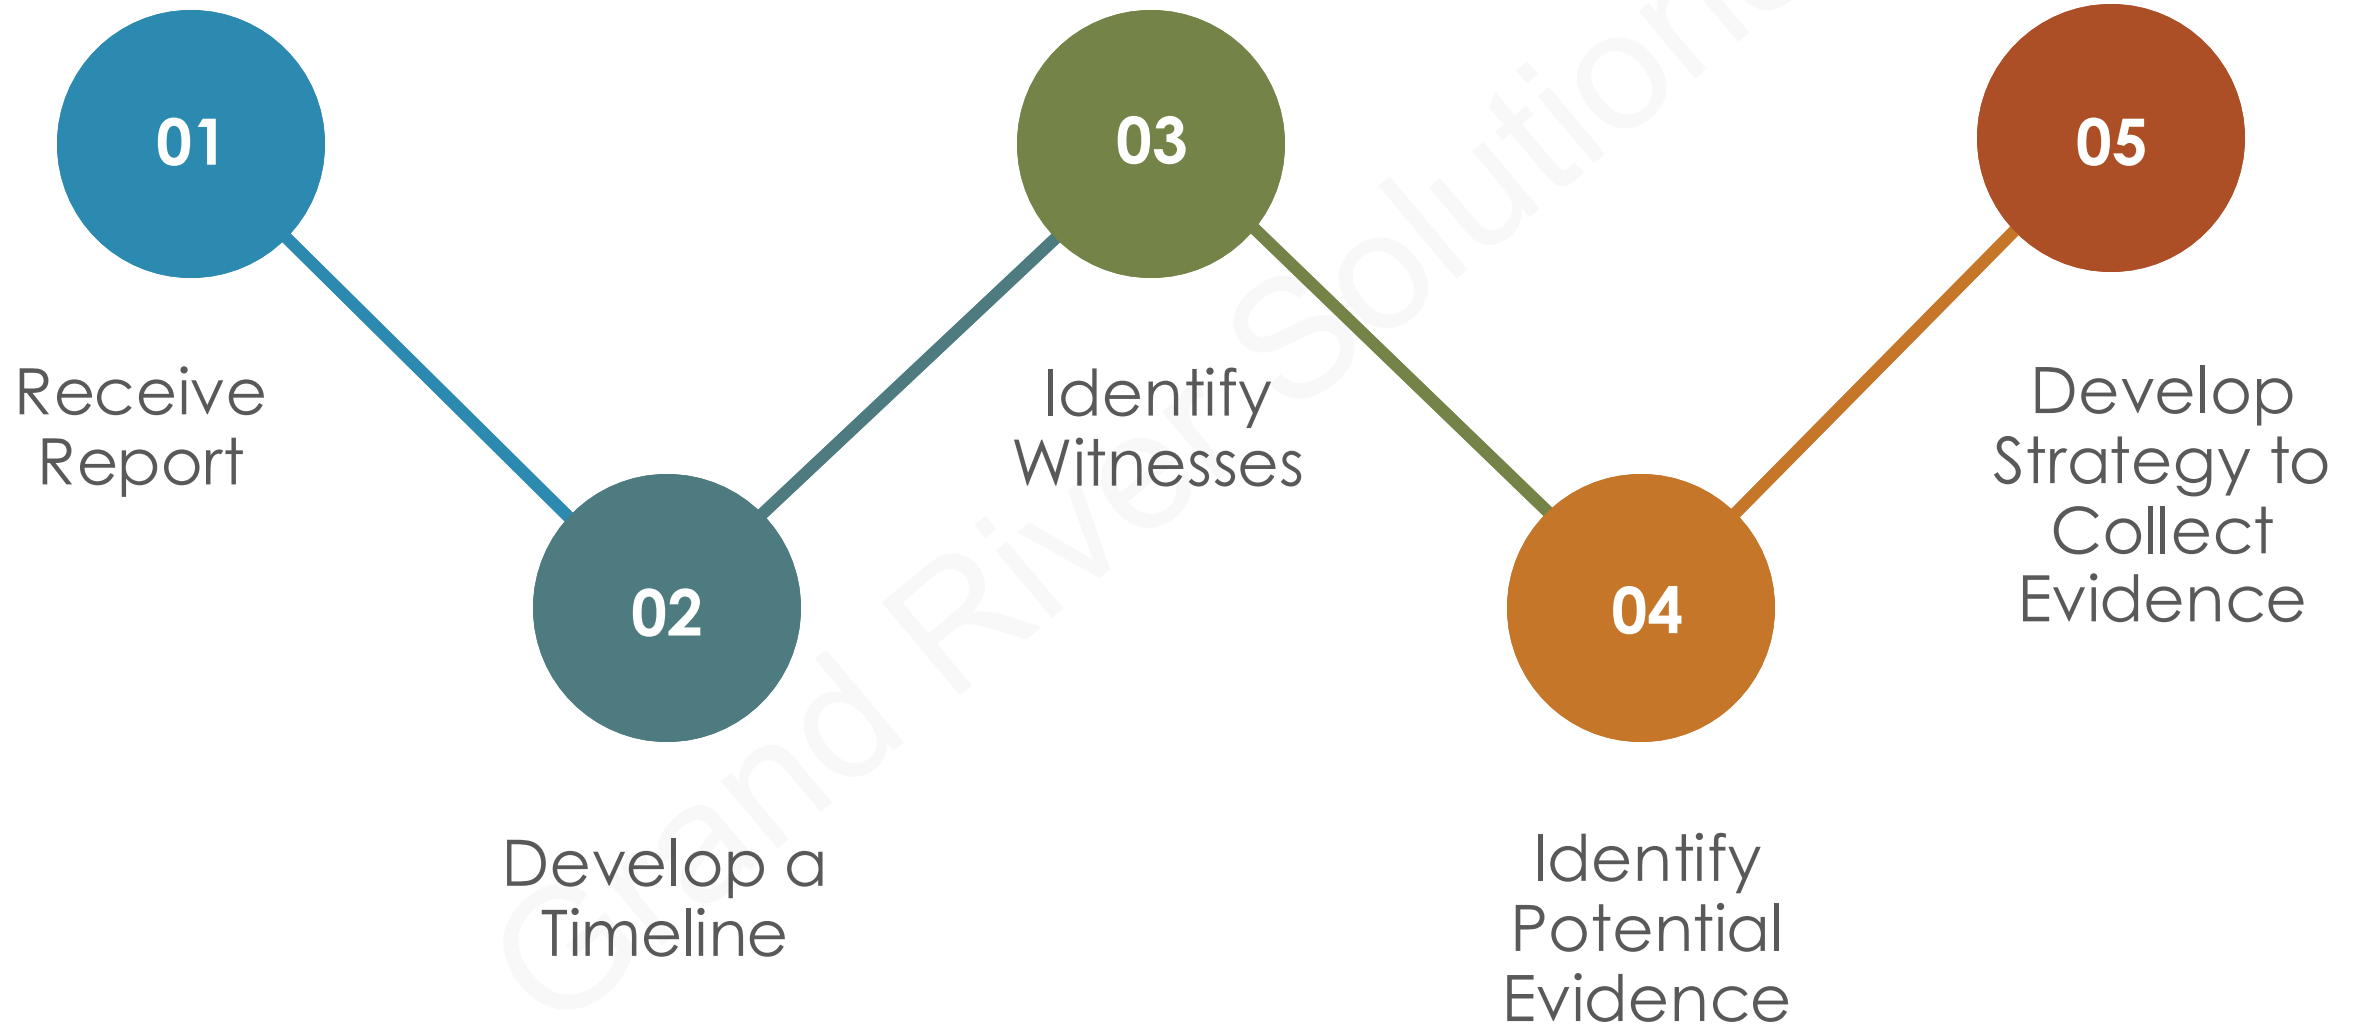 01
Receive
Report
02
Develop a
Timeline
03
Identify
Witnesses
04
Identify
Potential
Evidence
05
Develop
Strategy to
Collect
Evidence
Grand River Solutions